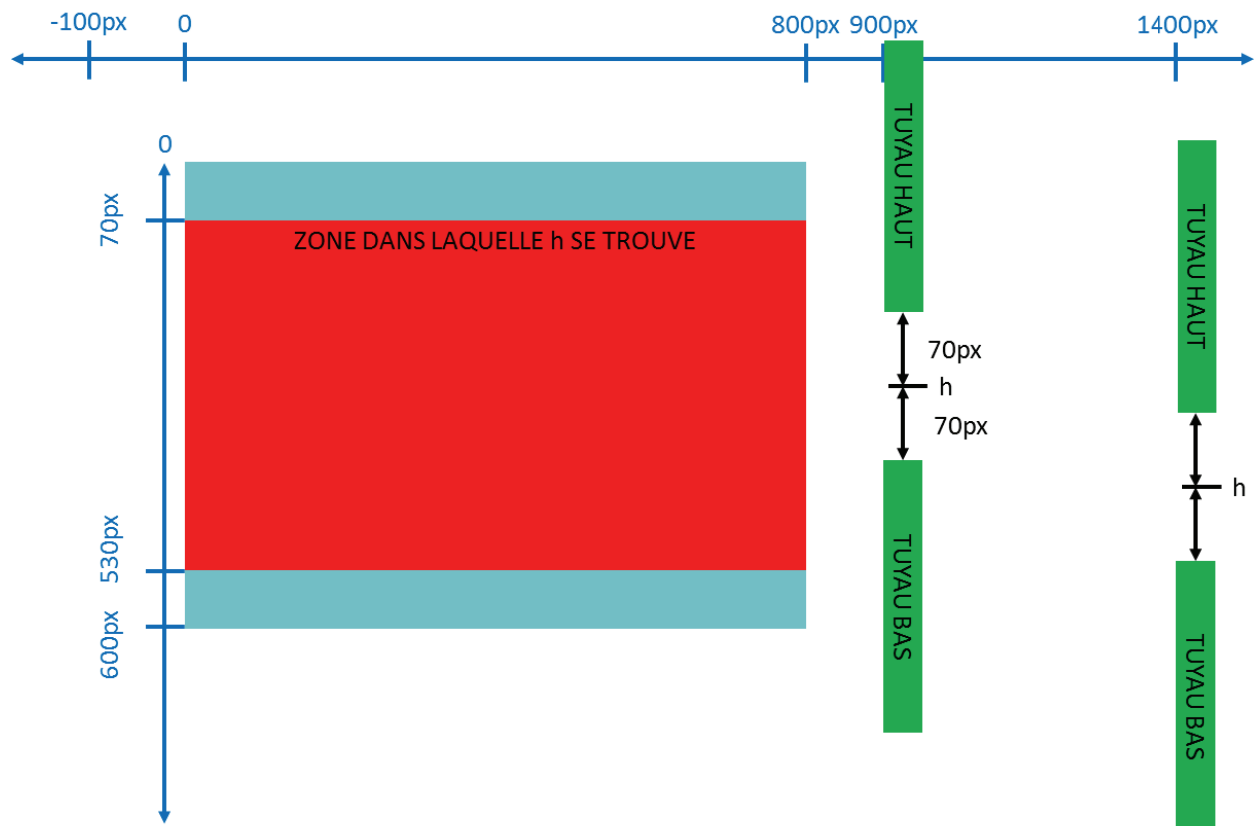 -100px
0
800px
900px
1400px
0
70px
530px
600px
ZONE DANS LAQUELLE h SE TROUVE
TUYAU HAUT
70px
h
70px
TUYAU BAS
TUYAU HAUT
h
TUYAU BAS